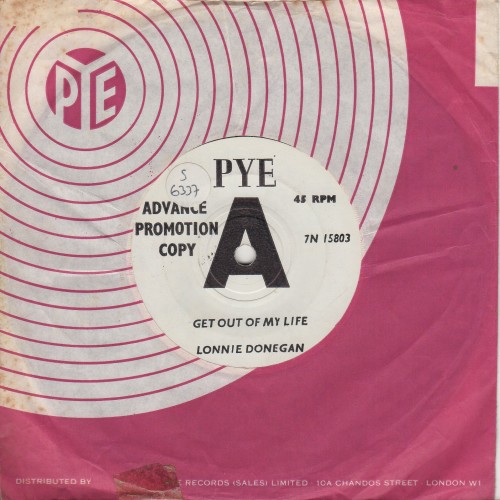 PYE
S
6337
PYE
ADVANCE
PROMOTION
COPY
A
45 RPM
7N 15803
GET OUT OF MY LIFE
LONNIE DONEGAN
DISTRIBUTED BY RECORDS (SALES) LIMITED · 10A CHANDOS STREET LONDON W1